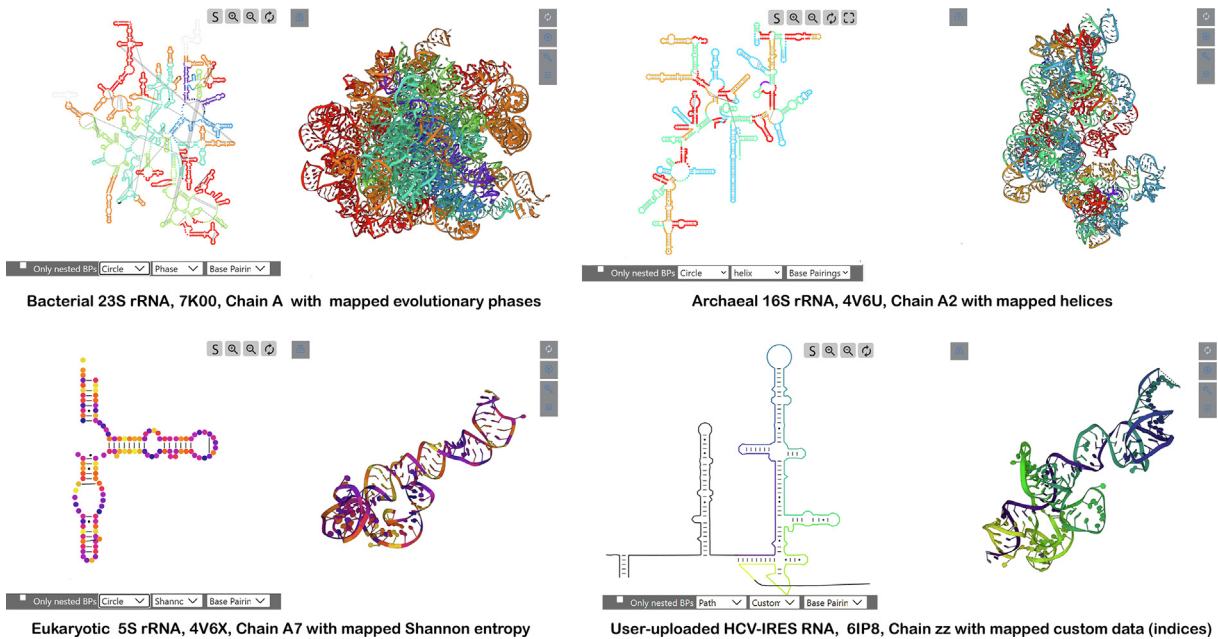 S
S
Only nested BPs Circle Phase Base Pairin
Only nested BPs Circle helix Base Pairings
Bacterial 23S rRNA, 7K00, Chain A with mapped evolutionary phases
Archaeal 16S rRNA, 4V6U, Chain A2 with mapped helices
S
S
Only nested BPs Circle Shannc Base Pairin
Only nested BPs Path Custom Base Pairin
Eukaryotic 5S rRNA, 4V6X, Chain A7 with mapped Shannon entropy
User-uploaded HCV-IRES RNA, 6IP8, Chain zz with mapped custom data (indices)